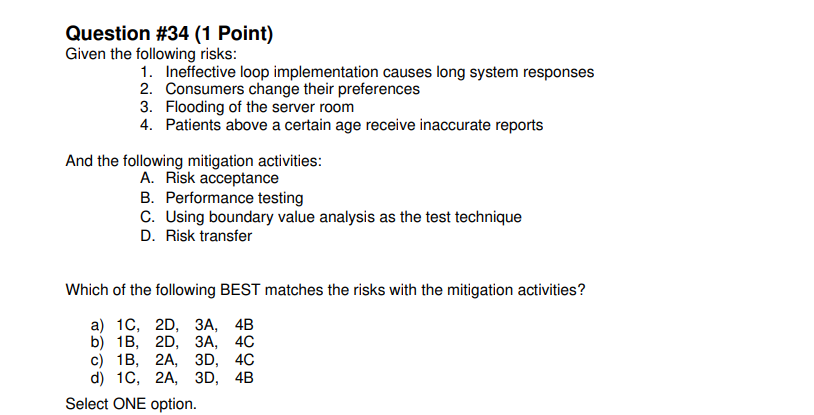 Question #34 (1 Point)
Given the following risks:
1. Ineffective loop implementation causes long system responses
2. Consumers change their preferences
3. Flooding of the server room
4. Patients above a certain age receive inaccurate reports
And the following mitigation activities:
A. Risk acceptance
B. Performance testing
C. Using boundary value analysis as the test technique
D. Risk transfer
Which of the following BEST matches the risks with the mitigation activities?
a) 1C, 2D, 3A, 4B
b) 1B, 2D, 3A, 4C
c) 1B, 2A, 3D, 4C
d) 1C, 2A, 3D, 4B
Select ONE option.